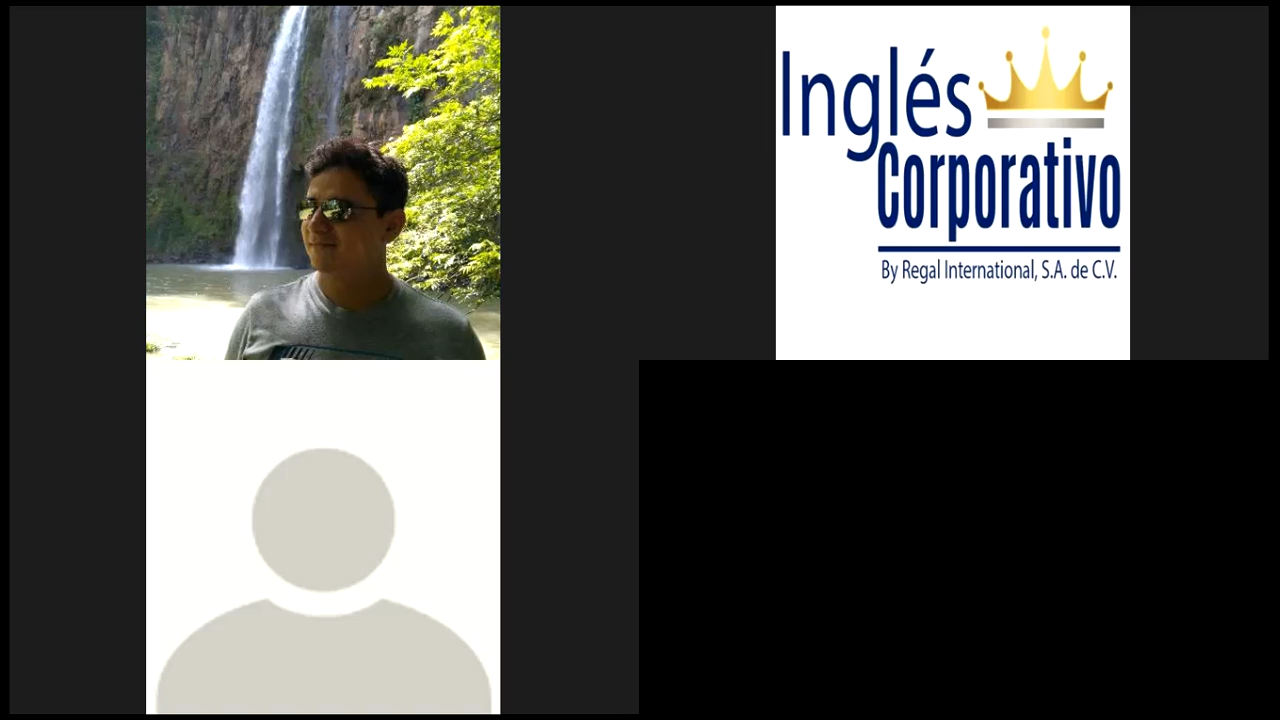 Inglés
Corporativo
By Regal International, S.A. de C.V.